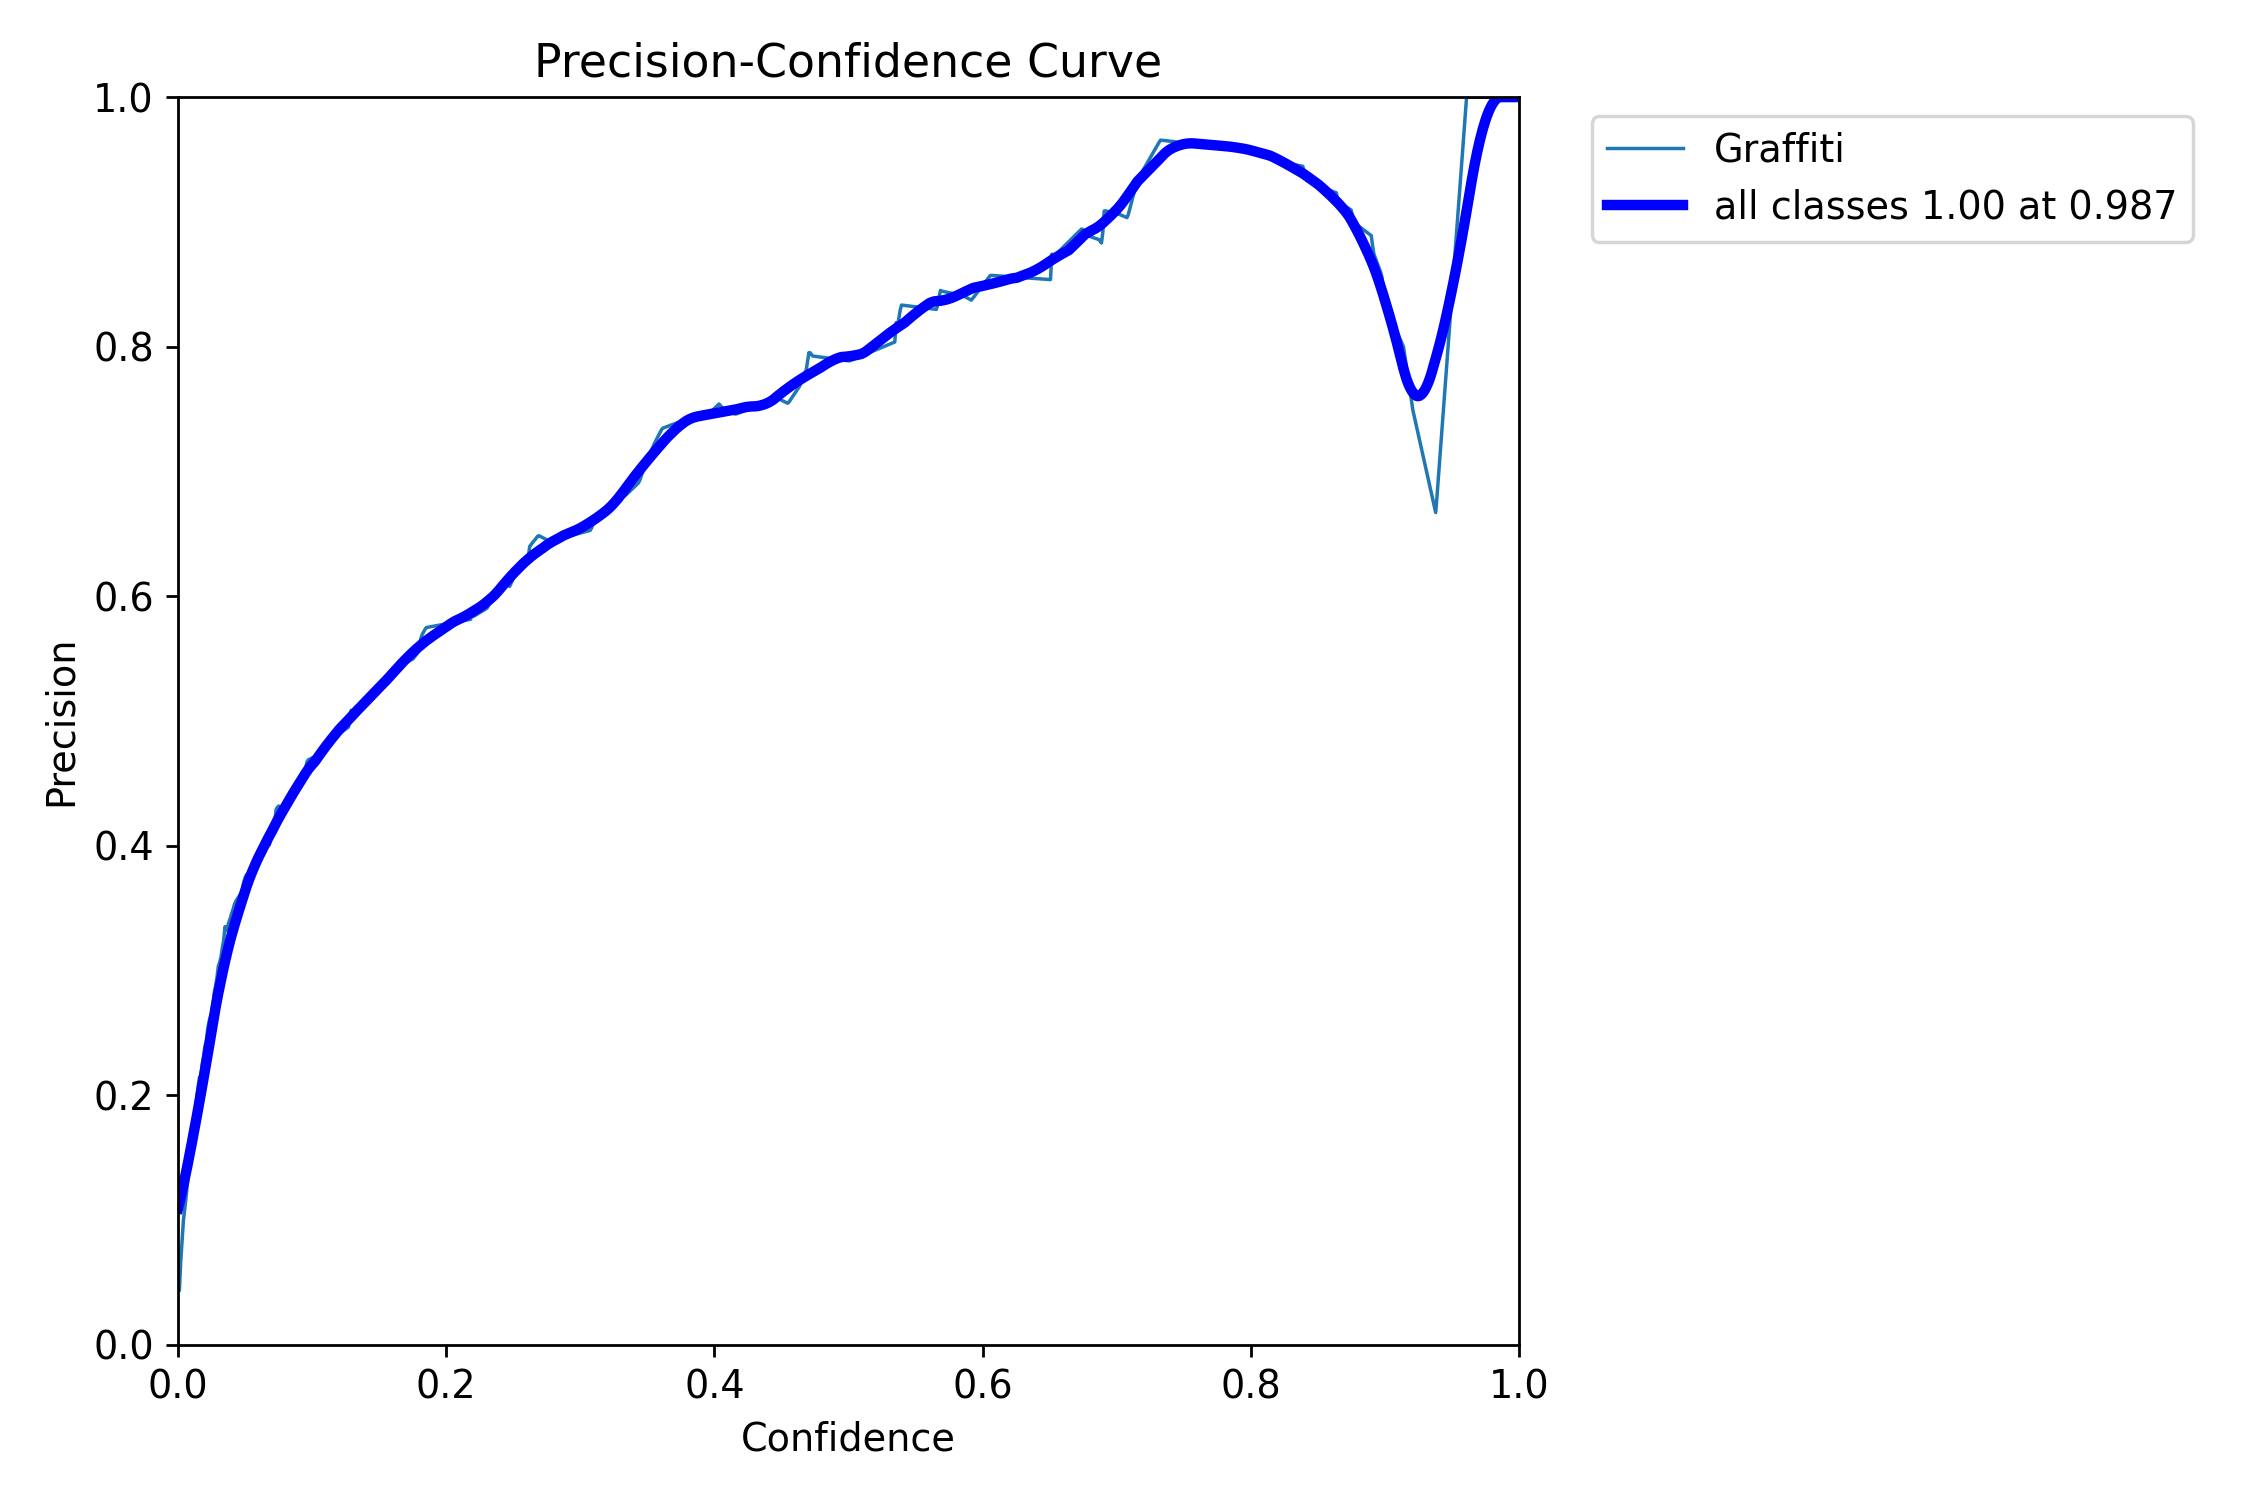 Precision-Confidence Curve
1.0
0.8
0.6
0.4
0.2
0.0
Precision
0.0 0.2 0.4 0.6 0.8 1.0
Confidence
Graffiti
all classes 1.00 at 0.987